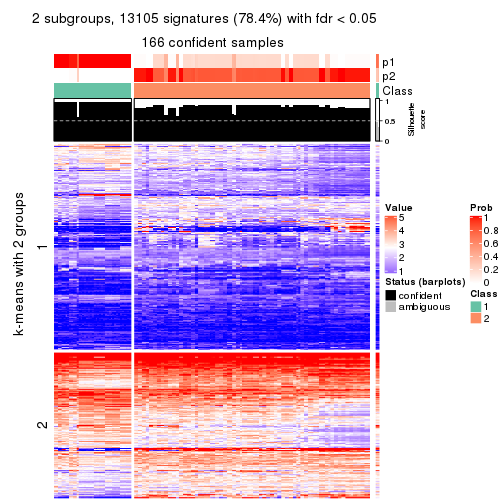 2 subgroups, 13105 signatures (78.4%) with fdr < 0.05
166 confident samples
p1
p2
Class
1
0.5
0
Silhouette
score
k-means with 2 groups
1
2
Value
5
4
3
2
1
Status (barplots)
confident
ambiguous
Prob
1
0.8
0.6
0.4
0.2
0
Class
1
2